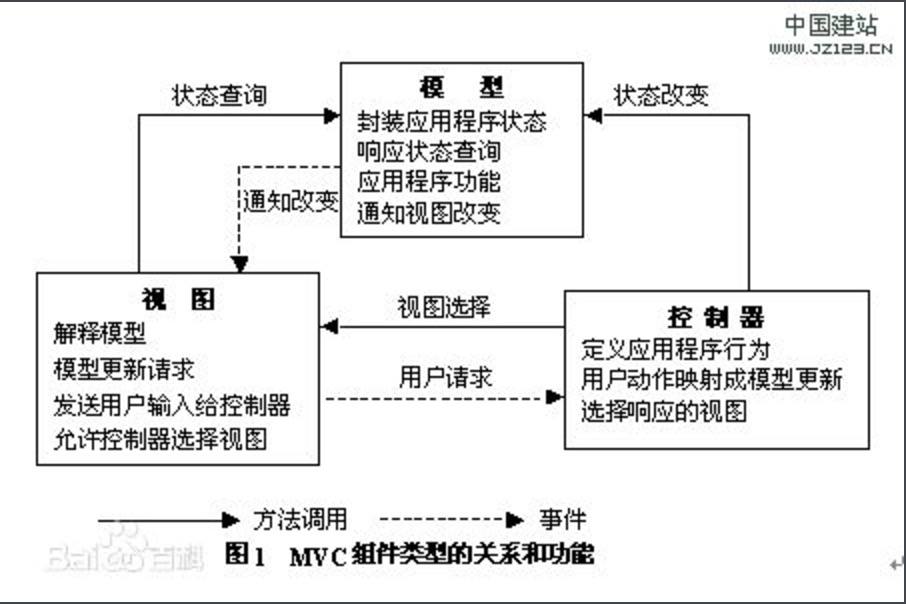 中国建站
WWW.JZ123.CN
状态查询
模 型
状态改变
封装应用程序状态
响应状态查询
应用程序功能
通知视图改变
通知改变
视 图
解释模型
模型更新请求
发送用户输入给控制器
允许控制器选择视图
视图选择
用户请求
控 制 器
定义应用程序行为
用户动作映射成模型更新
选择响应的视图
方法调用
事件
Baidu百科
图1 MVC组件类型的关系和功能